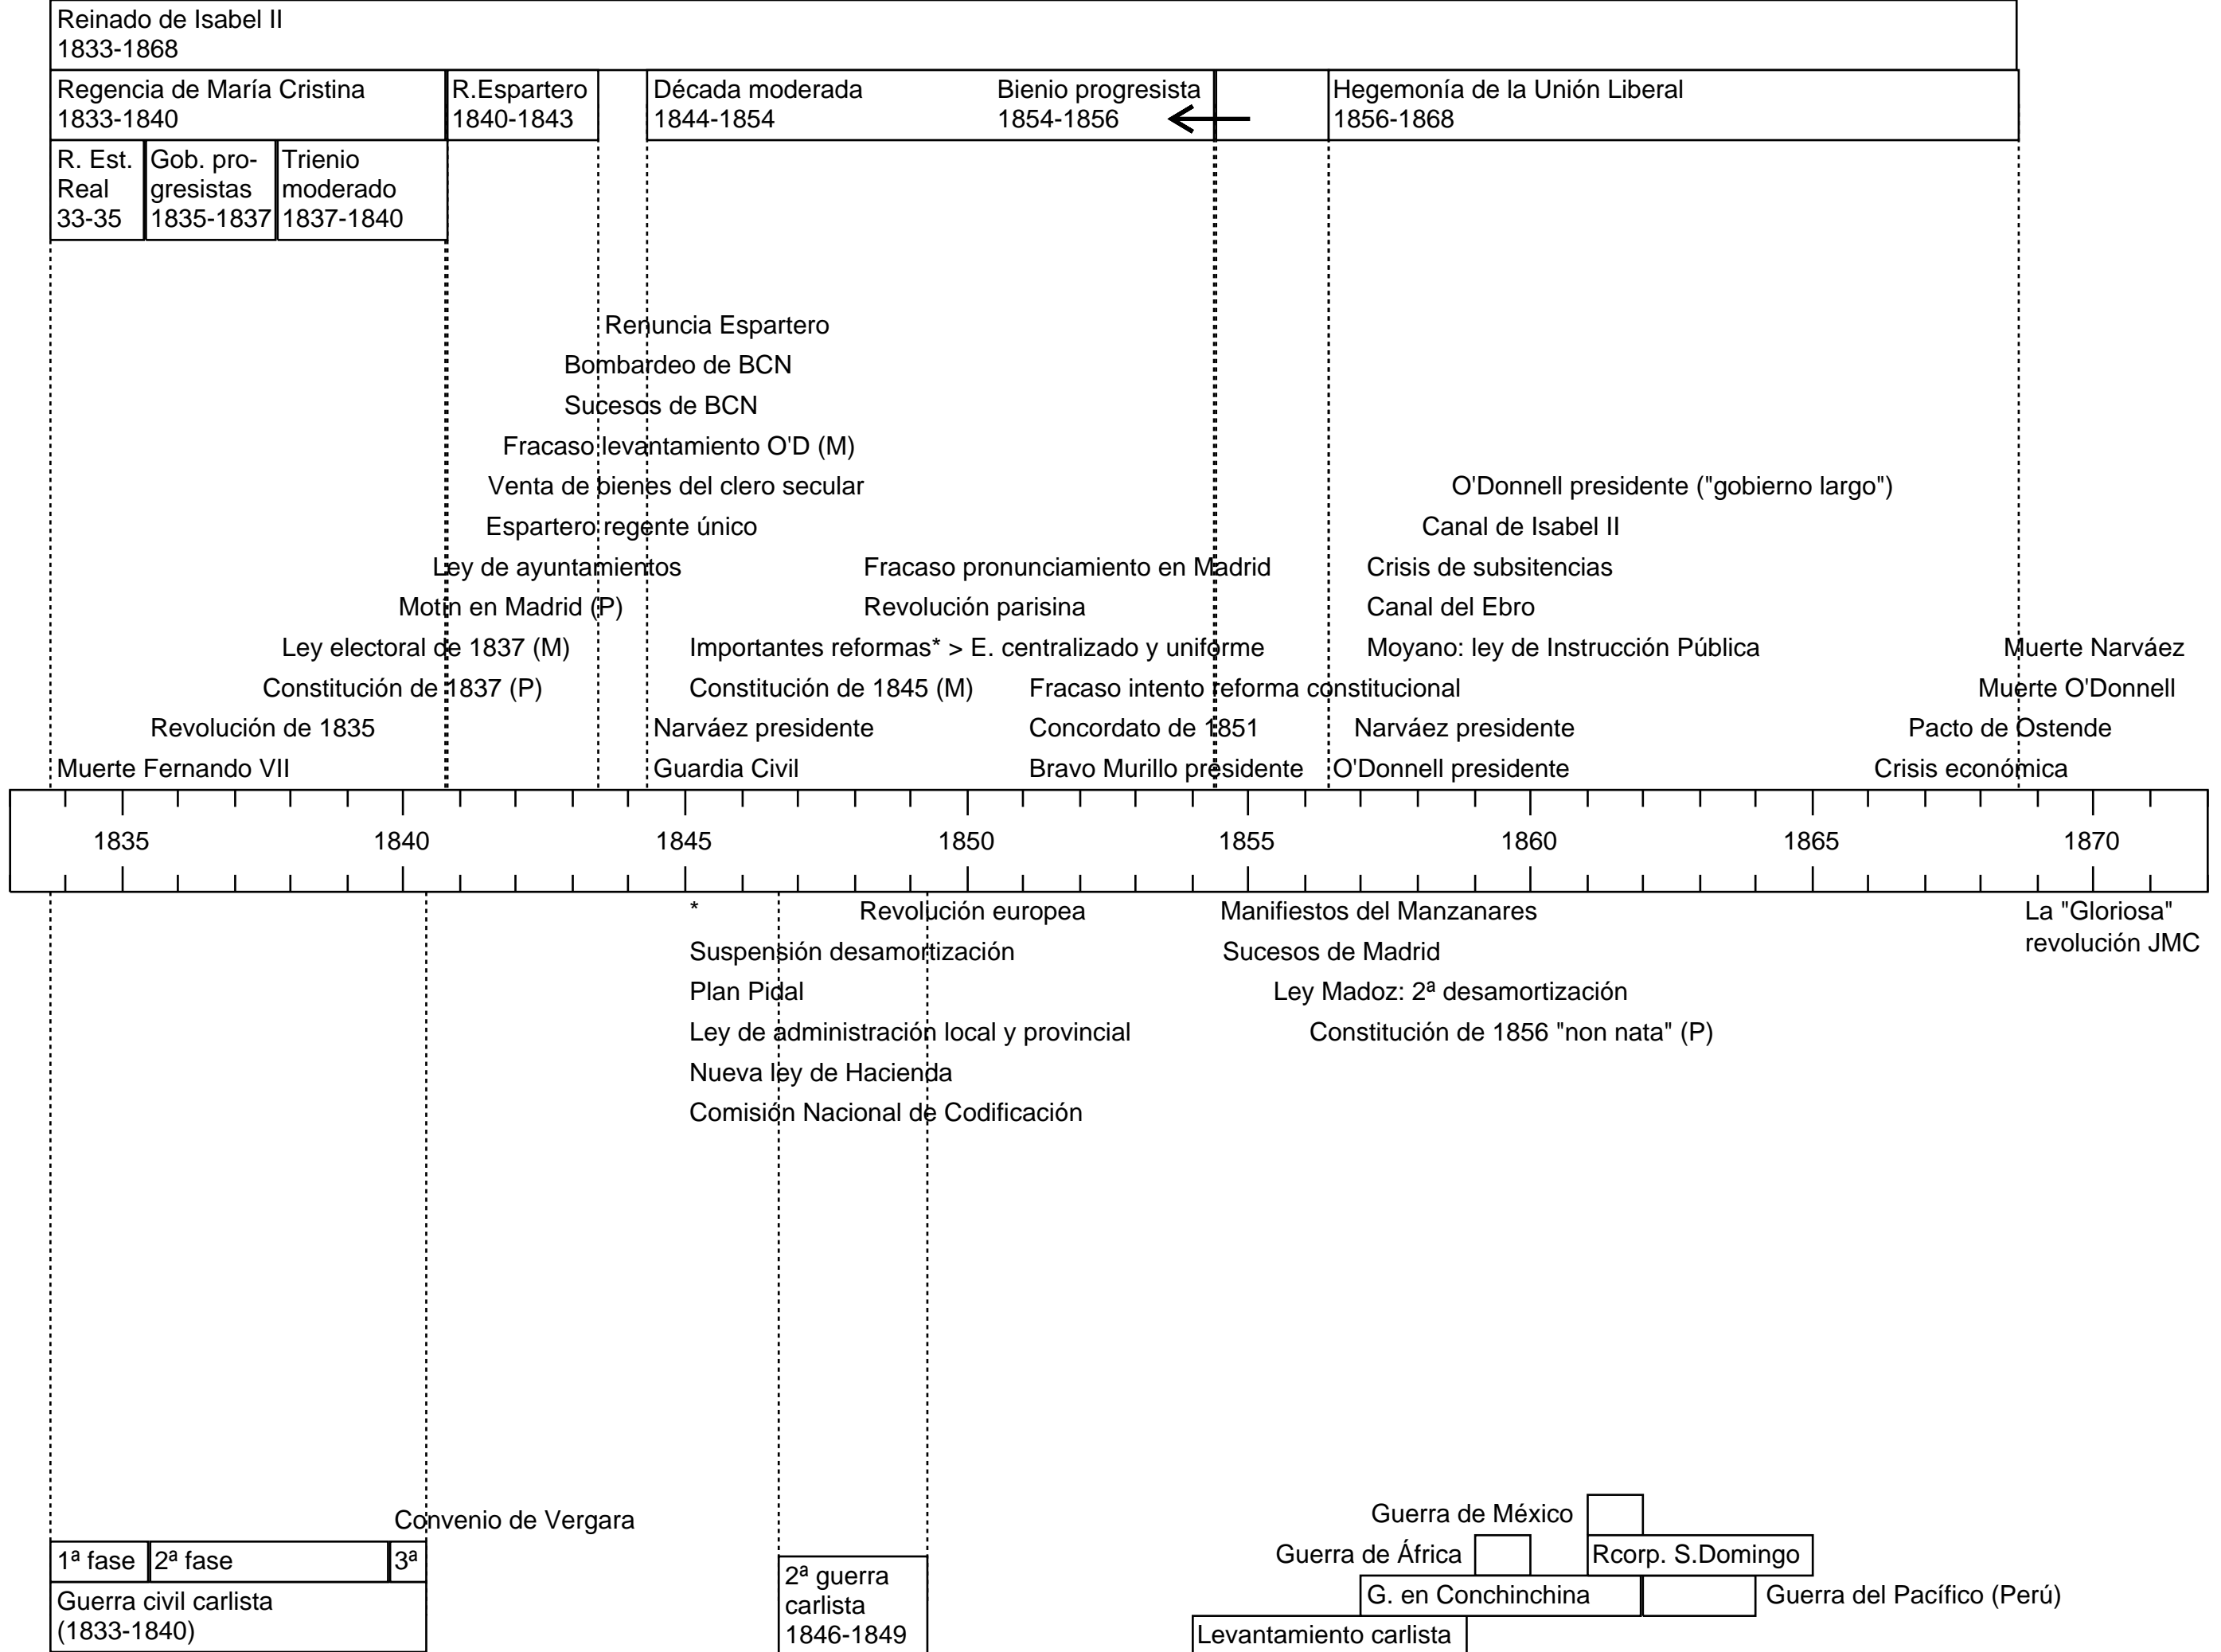 Reinado de Isabel II
1833-1868
Regencia de María Cristina
1833-1840
R.Espartero
1840-1843
Década moderada
1844-1854
Bienio progresista
1854-1856
Hegemonía de la Unión Liberal
1856-1868
R. Est.
Real
33-35
Gob. pro-
gresistas
1835-1837
Trienio
moderado
1837-1840
Renuncia Espartero
Bombardeo de BCN
Sucesos de BCN
Fracaso levantamiento O'D (M)
Venta de bienes del clero secular
O'Donnell presidente ("gobierno largo")
Espartero regente único
Canal de Isabel II
Ley de ayuntamientos
Fracaso pronunciamiento en Madrid
Crisis de subsitencias
Motín en Madrid (P)
Revolución parisina
Canal del Ebro
Ley electoral de 1837 (M)
Importantes reformas* > E. centralizado y uniforme
Moyano: ley de Instrucción Pública
Muerte Narváez
Constitución de 1837 (P)
Constitución de 1845 (M)
Fracaso intento reforma constitucional
Muerte O'Donnell
Revolución de 1835
Narváez presidente
Concordato de 1851
Narváez presidente
Pacto de Ostende
Muerte Fernando VII
Guardia Civil
Bravo Murillo presidente
O'Donnell presidente
Crisis económica
1835
1840
1845
1850
1855
1860
1865
1870
*
Revolución europea
Manifiestos del Manzanares
La "Gloriosa"
revolución JMC
Suspensión desamortización
Sucesos de Madrid
Plan Pidal
Ley Madoz: 2ª desamortización
Ley de administración local y provincial
Constitución de 1856 "non nata" (P)
Nueva ley de Hacienda
Comisión Nacional de Codificación
Convenio de Vergara
Guerra de México
1ª fase
2ª fase
3ª
Guerra de África
Rcorp. S.Domingo
Guerra civil carlista
(1833-1840)
2ª guerra
carlista
1846-1849
G. en Conchinchina
Guerra del Pacífico (Perú)
Levantamiento carlista